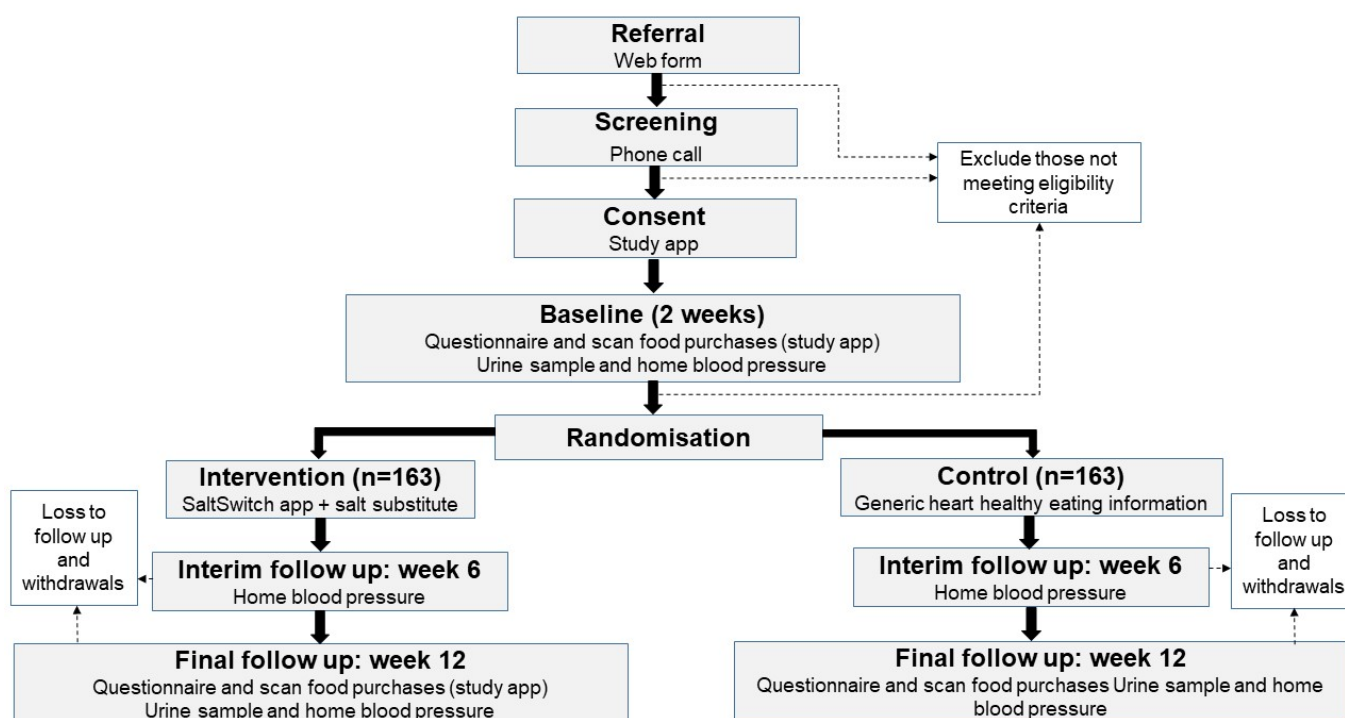 Referral
Web form
Screening
Phone call
Exclude those not
meeting eligibility
criteria
Consent
Study app
Baseline (2 weeks)
Questionnaire and scan food purchases (study app)
Urine sample and home blood pressure
Randomisation
Intervention (n=163)
SaltSwitch app + salt substitute
Control (n=163)
Generic heart healthy eating information
Loss to
follow up
and
withdrawals
Interim follow up: week 6
Home blood pressure
Interim follow up: week 6
Home blood pressure
Loss to
follow up
and
withdrawals
Final follow up: week 12
Questionnaire and scan food purchases (study app)
Urine sample and home blood pressure
Final follow up: week 12
Questionnaire and scan food purchases Urine sample and home
blood pressure